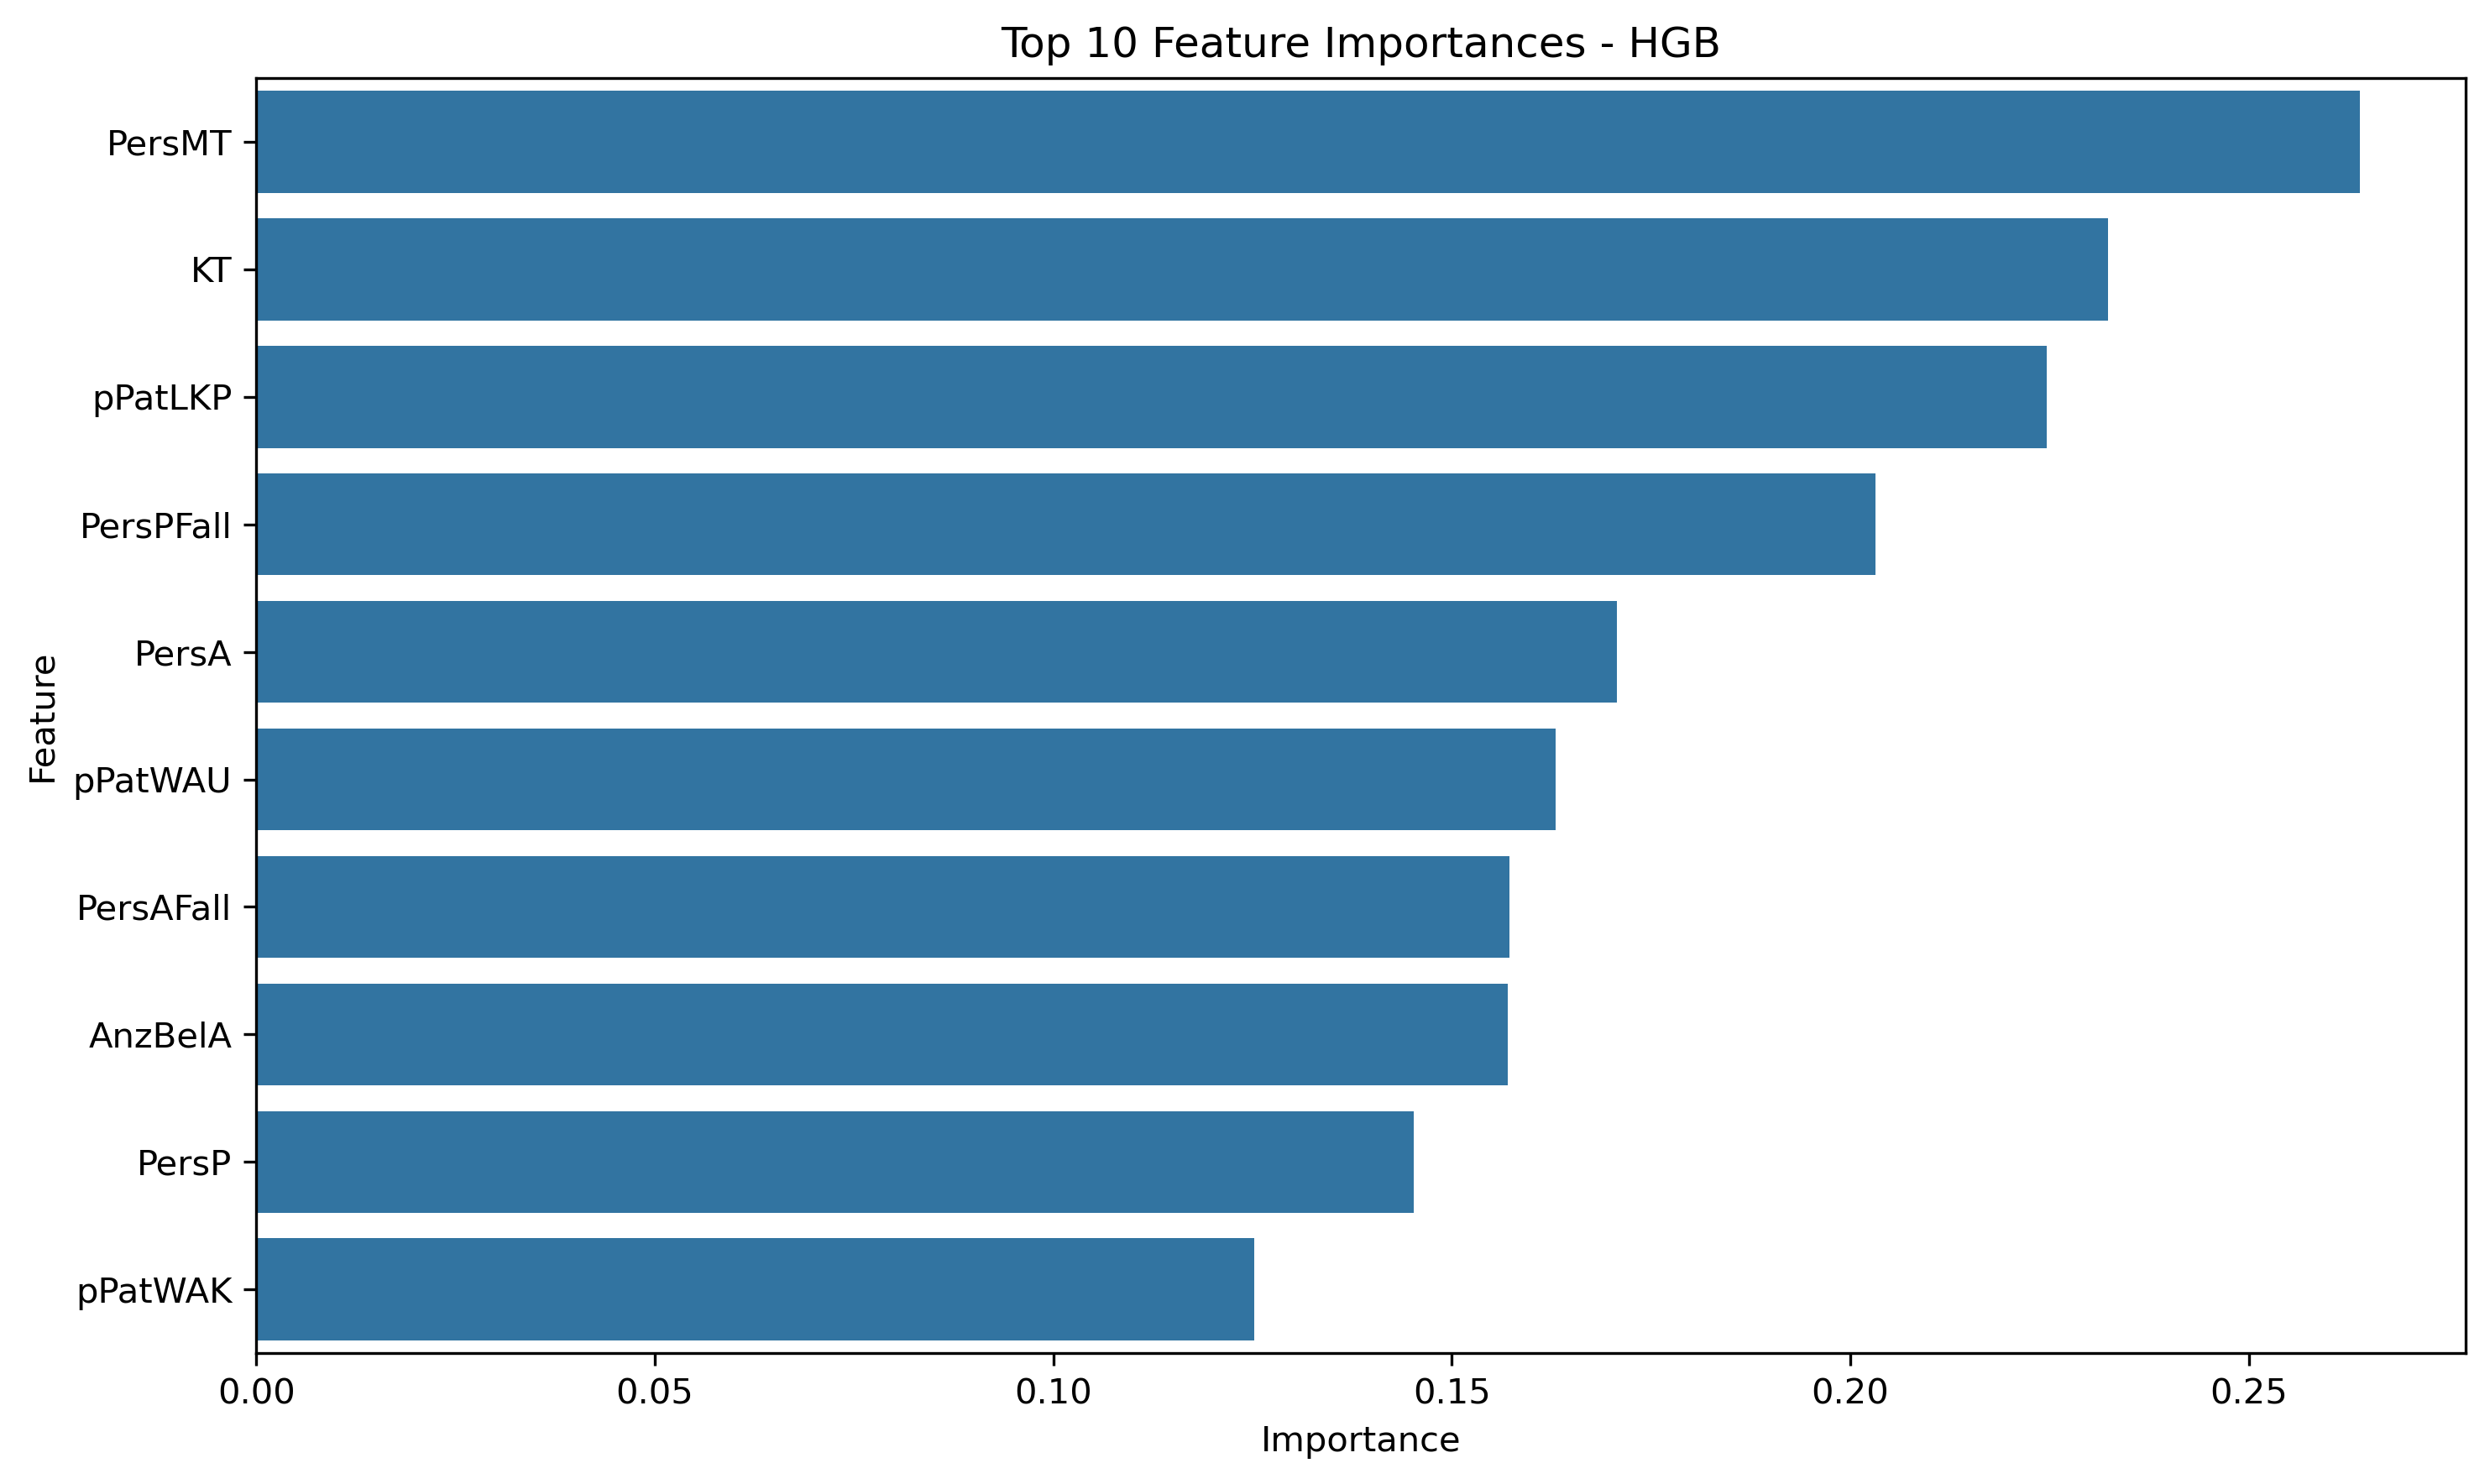 Top 10 Feature Importances - HGB
PersMT
KT
pPatLKP
PersPFall
PersA
pPatWAU
PersAFall
AnzBelA
PersP
pPatWAK
Feature
0.00 0.05 0.10 0.15 0.20 0.25
Importance